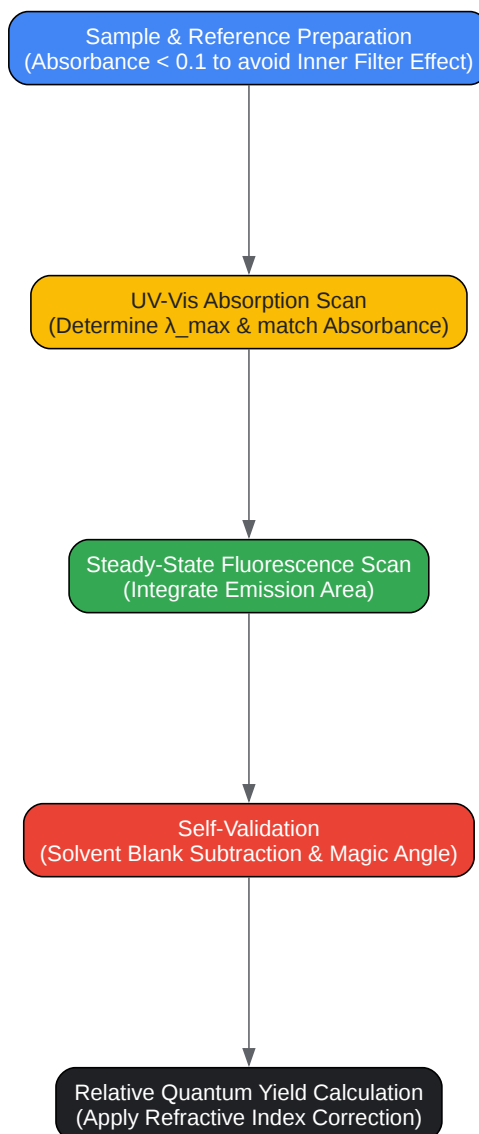 Sample & Reference Preparation
(Absorbance < 0.1 to avoid Inner Filter Effect)
UV-Vis Absorption Scan
(Determine λ_max & match Absorbance)
Steady-State Fluorescence Scan
(Integrate Emission Area)
Self-Validation
(Solvent Blank Subtraction & Magic Angle)
Relative Quantum Yield Calculation
(Apply Refractive Index Correction)